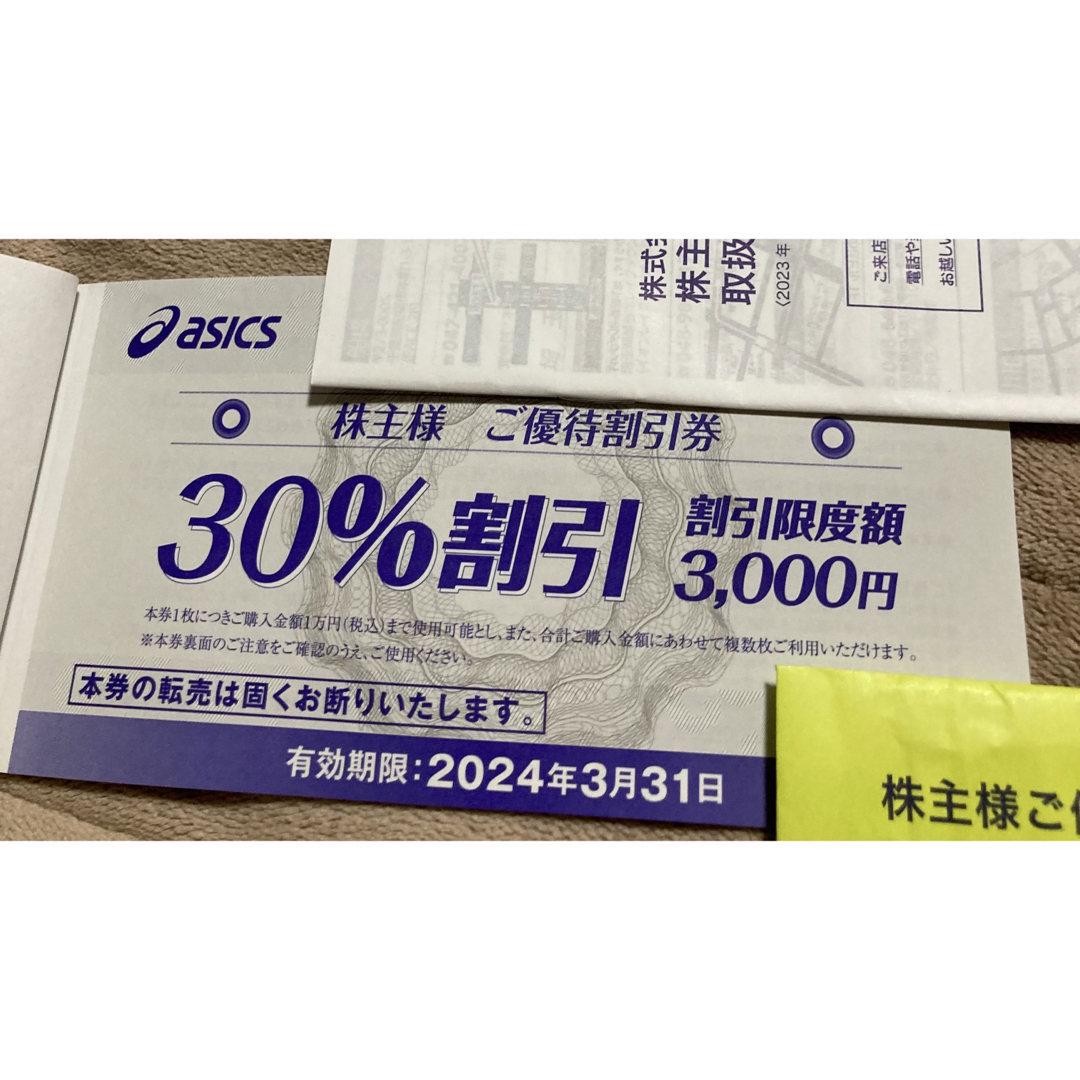 asics
株主様 ご優待割引券
30%割引
割引限度額
3,000円
本券1枚につきご購入金額1万円(税込)まで使用可能とし、また、合計ご購入金額にあわせて複数枚ご利用いただけます。
※本券裏面のご注意をご確認のうえ、ご使用ください。
本券の転売は固くお断りいたします。
有効期限:2024年3月31日
株式会
株主
取扱
〈2023年
ご来店
電話や
お越しい
株主様ご